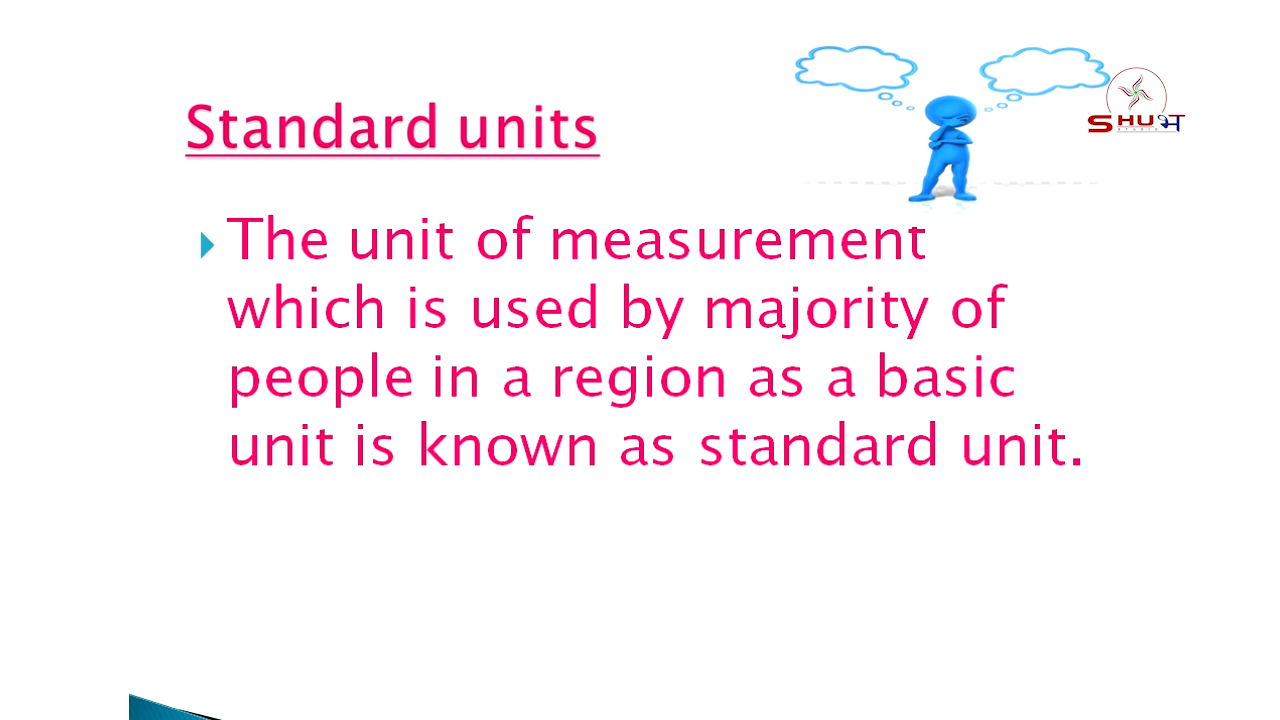 Standard units
The unit of measurement
which is used by majority of
people in a region as a basic
unit is known as standard unit.
SHUभ
STUDIO